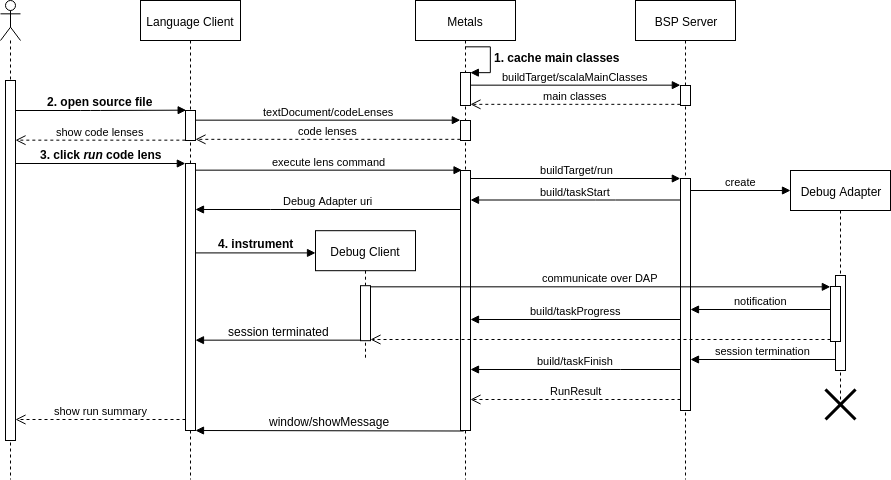 Language Client
Metals
BSP Server
1. cache main classes
buildTarget/scalaMainClasses
main classes
2. open source file
textDocument/codeLenses
show code lenses
code lenses
3. click run code lens
execute lens command
buildTarget/run
create
Debug Adapter
build/taskStart
Debug Adapter uri
4. instrument
Debug Client
communicate over DAP
notification
build/taskProgress
session terminated
session termination
build/taskFinish
RunResult
show run summary
window/showMessage